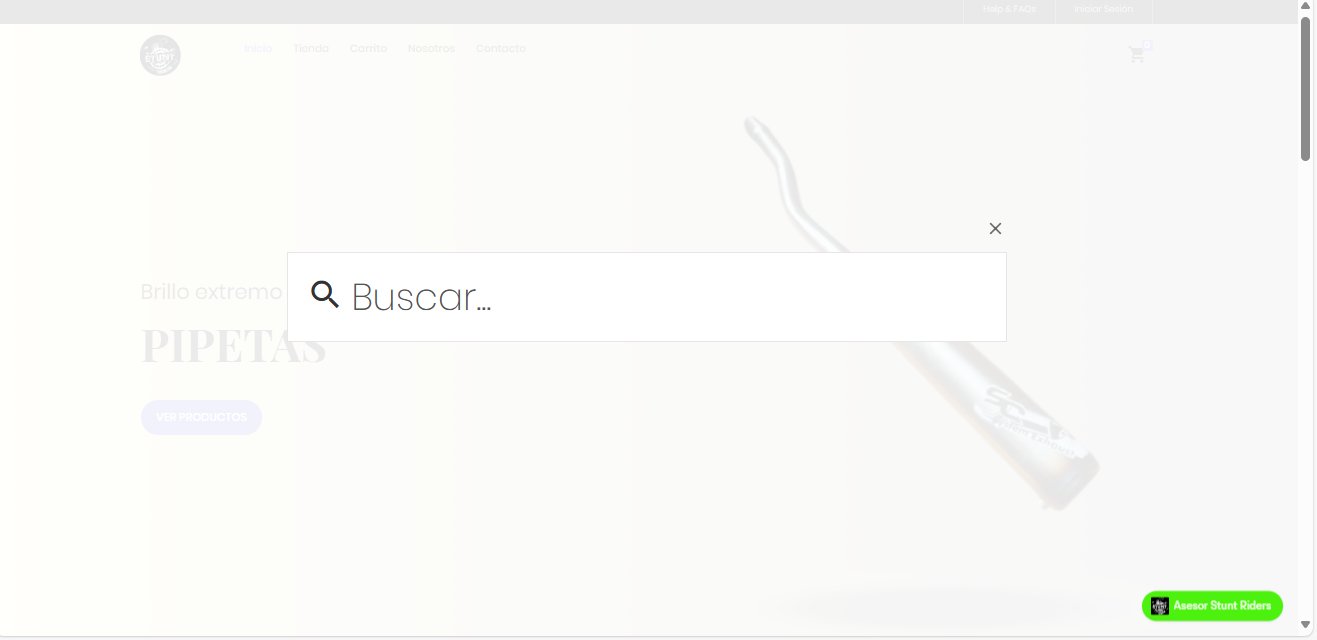 Help & FAQs
Iniciar Sesión
STUNT
Inicio
Tienda
Carrito
Nosotros
Contacto
0
Buscar...
Brillo extremo
PIPETAS
VER PRODUCTOS
Asesor Stunt Riders